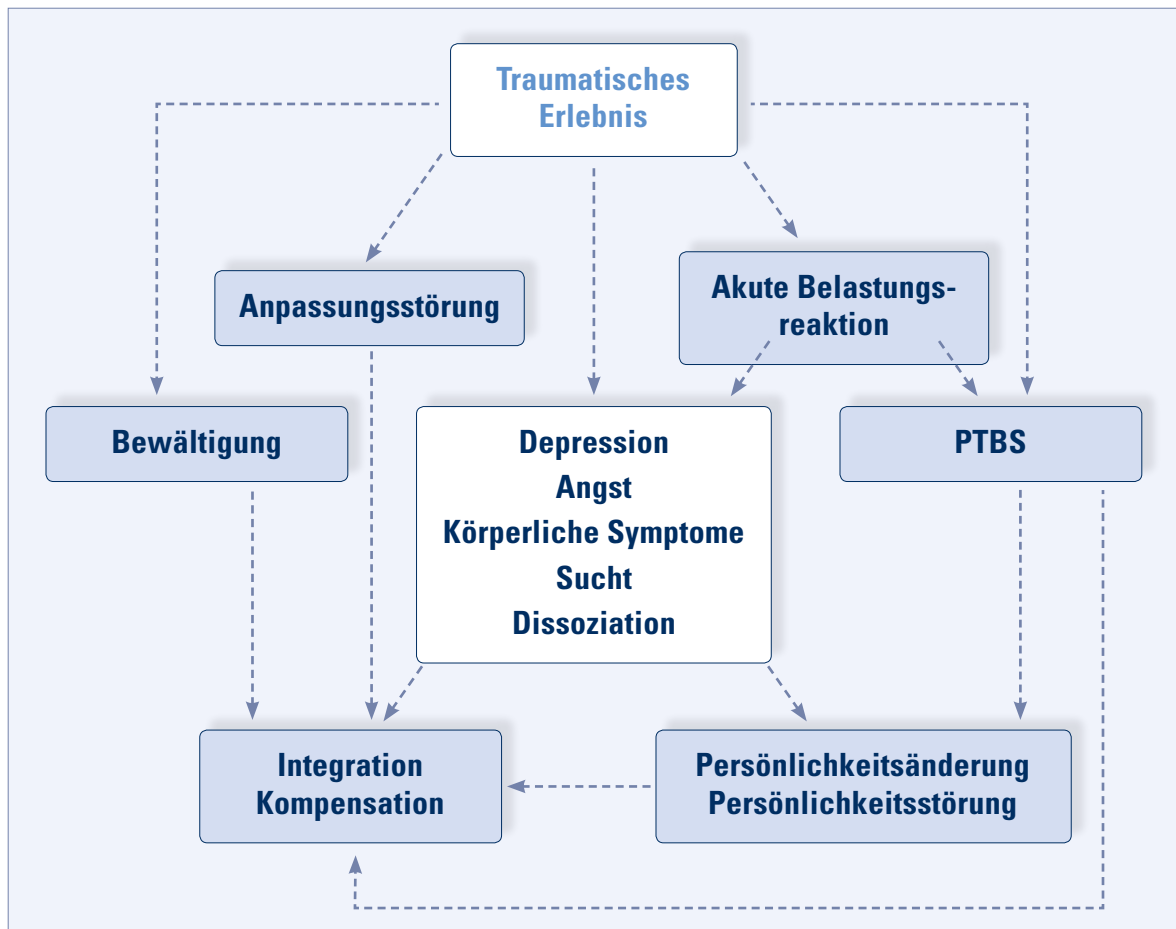 Traumatisches
Erlebnis
Anpassungsstörung
Akute Belastungs-
reaktion
Bewältigung
Depression
Angst
Körperliche Symptome
Sucht
Dissoziation
PTBS
Integration
Kompensation
Persönlichkeitsänderung
Persönlichkeitsstörung